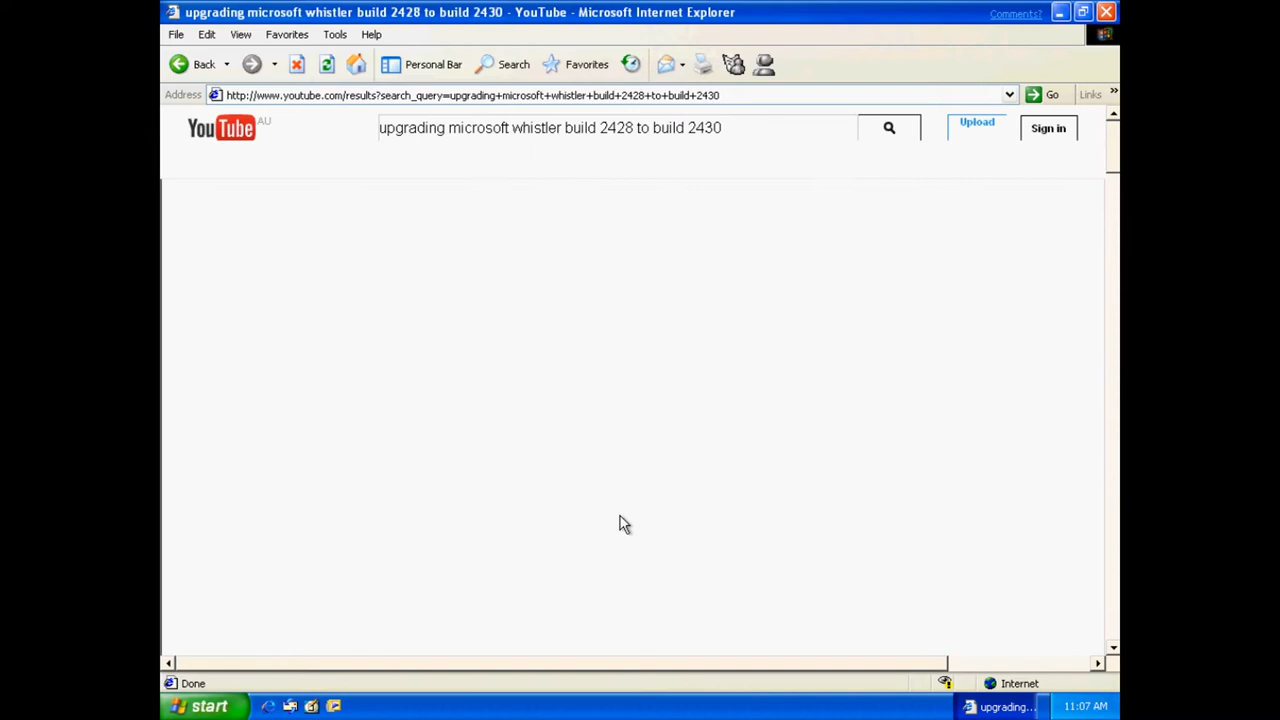 upgrading microsoft whistler build 2428 to build 2430 - YouTube - Microsoft Internet Explorer
Comments?
File Edit View Favorites Tools Help
Back Personal Bar Search Favorites
Address http://www.youtube.com/results?search_query=upgrading+microsoft+whistler+build+2428+to+build+2430 Go Links »
YouTube AU upgrading microsoft whistler build 2428 to build 2430 Upload Sign in
Done Internet
start upgrading... 11:07 AM